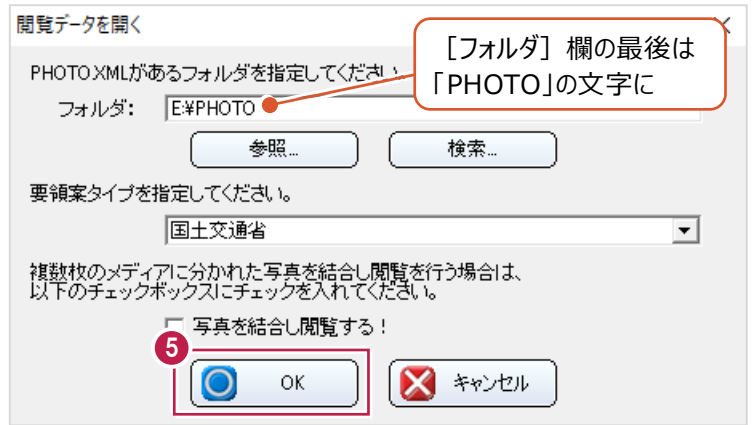 閲覧データを開く
［フォルダ］欄の最後は
「PHOTO」の文字に
PHOTO.XMLがあるフォルダを指定してください。
フォルダ: E:¥PHOTO
参照... 検索...
要領案タイプを指定してください。
国土交通省
複数枚のメディアに分かれた写真を結合し閲覧を行う場合は、
以下のチェックボックスにチェックを入れてください。
写真を結合し閲覧する!
5
OK キャンセル